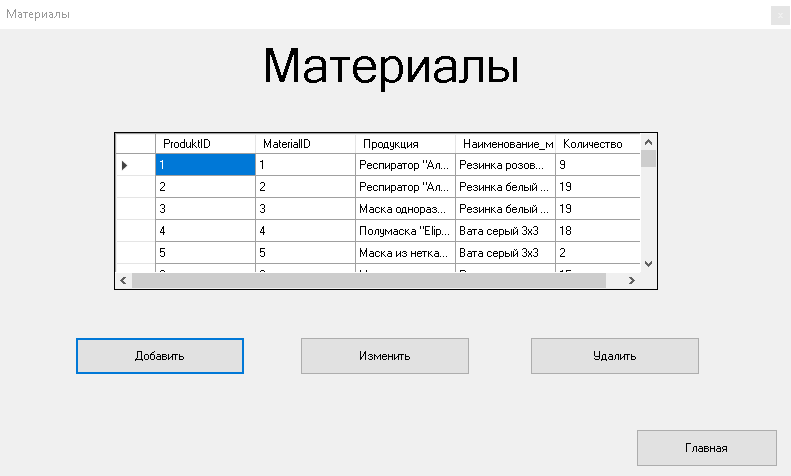 Материалы
Материалы
ProduktID MaterialID Продукция Наименование_м Количество
1 1 Респиратор "Ал... Резинка розов... 9
2 2 Респиратор "Ал... Резинка белый ... 19
3 3 Маска однораз... Резинка белый ... 19
4 4 Полумаска "Elip... Вата серый 3x3 18
5 5 Маска из нетка... Вата серый 3x3 2
Добавить Изменить Удалить
Главная